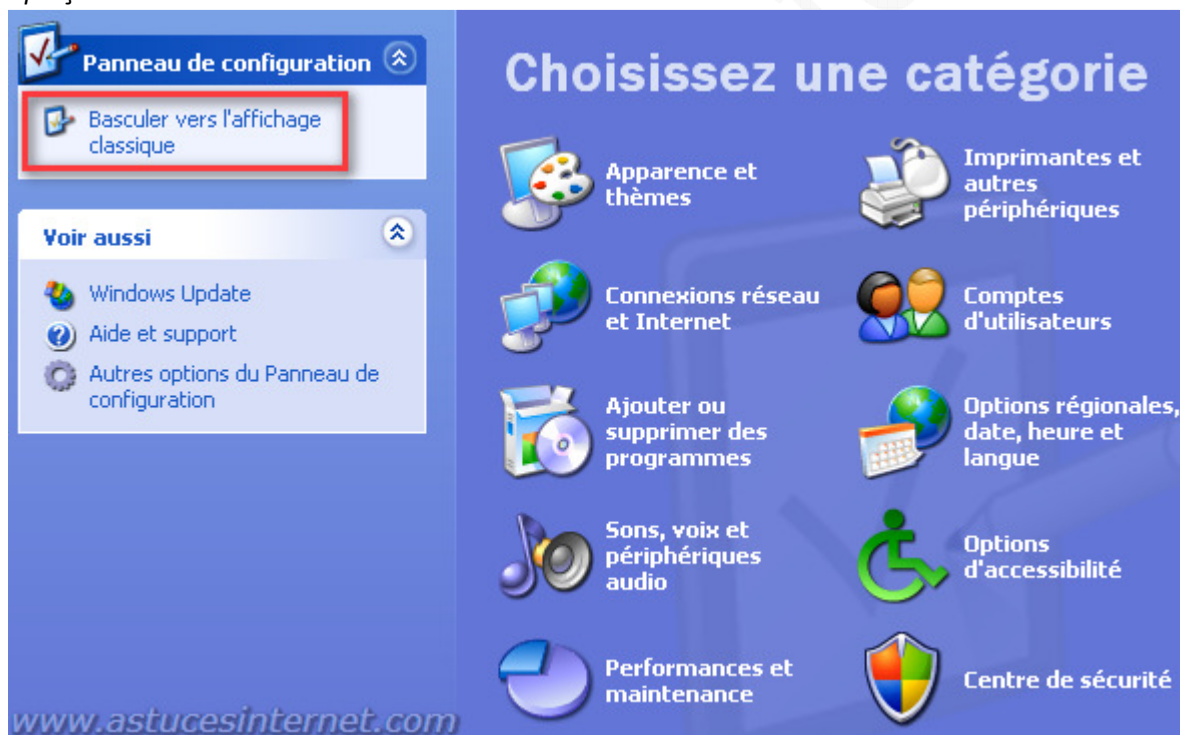 Panneau de configuration
Basculer vers l'affichage
classique
Voir aussi
Windows Update
Aide et support
Autres options du Panneau de
configuration
Choisissez une catégorie
Apparence et
thèmes
Imprimantes et
autres
périphériques
Connexions réseau
et Internet
Comptes
d'utilisateurs
Ajouter ou
supprimer des
programmes
Options régionales,
date, heure et
langue
Sons, voix et
périphériques
audio
Options
d'accessibilité
Performances et
maintenance
Centre de sécurité
www.astucesinternet.com